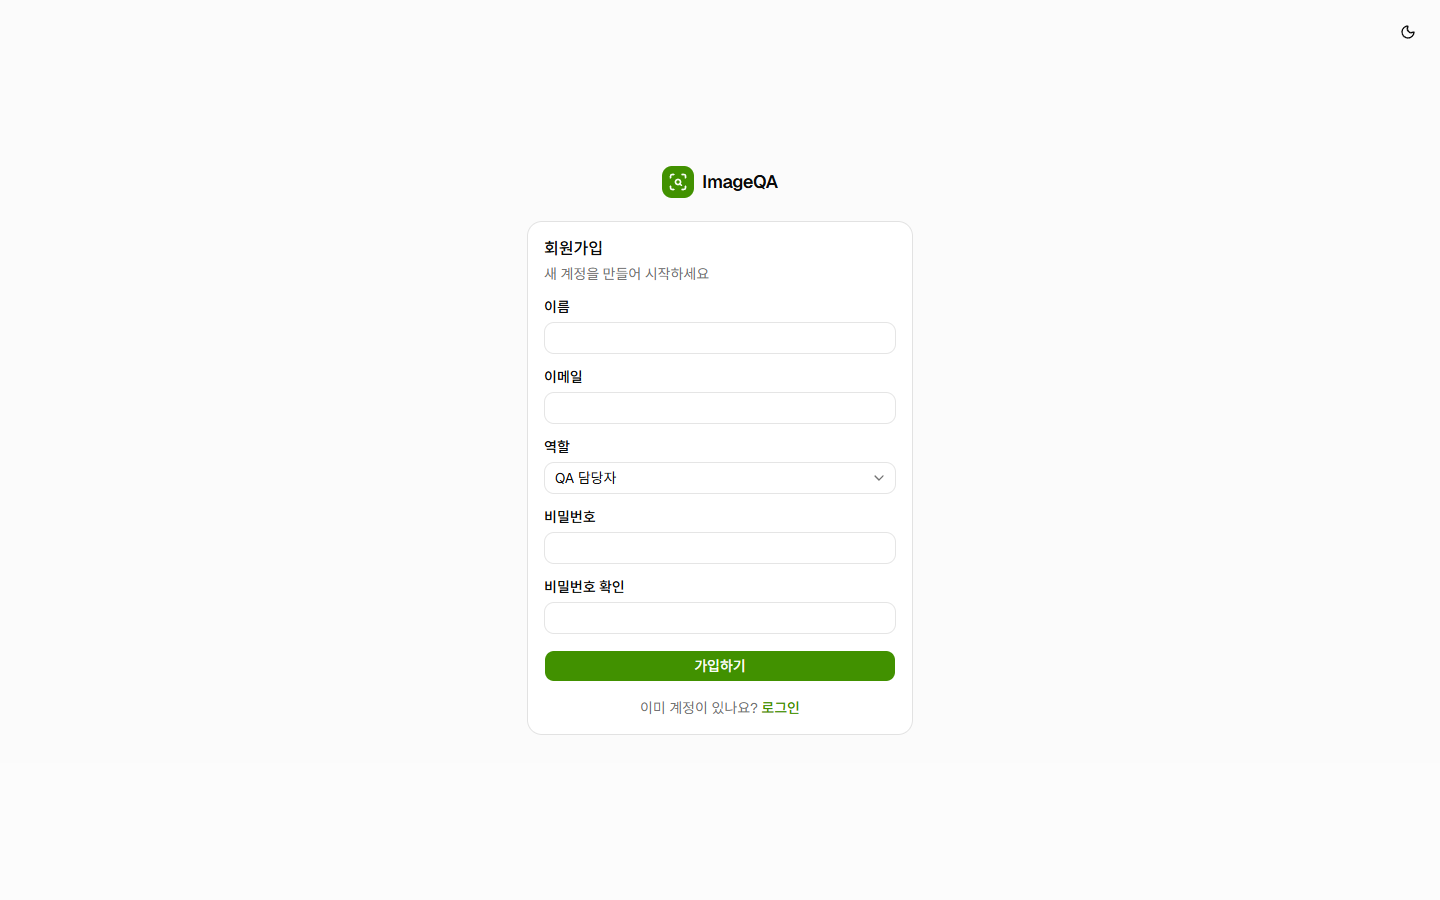 ImageQA
회원가입
새 계정을 만들어 시작하세요
이름
이메일
역할
QA 담당자
비밀번호
비밀번호 확인
가입하기
이미 계정이 있나요? 로그인